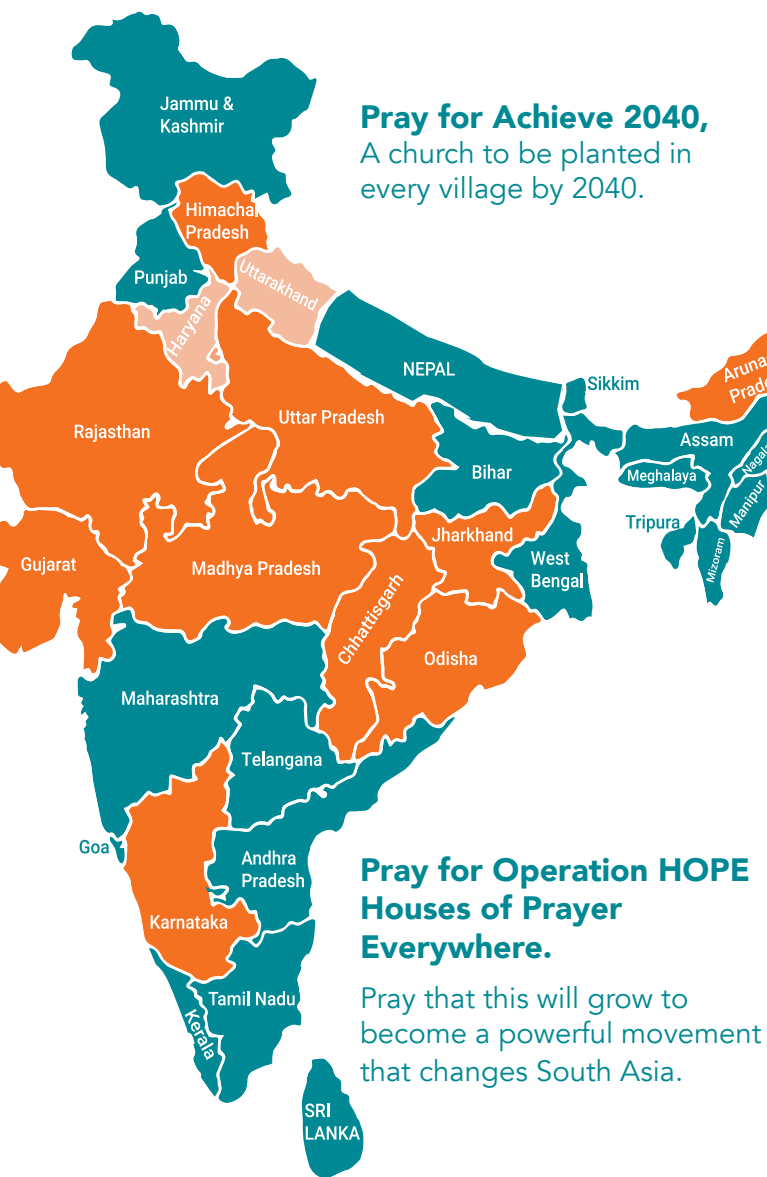 Jammu &
Kashmir
Pray for Achieve 2040,
A church to be planted in
every village by 2040.
Himachal
Pradesh
Punjab
Uttarakhand
Haryana
NEPAL
Sikkim
Aruna
Prade
Rajasthan
Uttar Pradesh
Assam
Bihar
Meghalaya
Nagala
Manipur
Tripura
Jharkhand
Gujarat
Madhya Pradesh
West
Bengal
Mizoram
Chhattisgarh
Odisha
Maharashtra
Telangana
Goa
Andhra
Pradesh
Pray for Operation HOPE
Houses of Prayer
Everywhere.
Karnataka
Tamil Nadu
Kerala
Pray that this will grow to
become a powerful movement
that changes South Asia.
SRI
LANKA